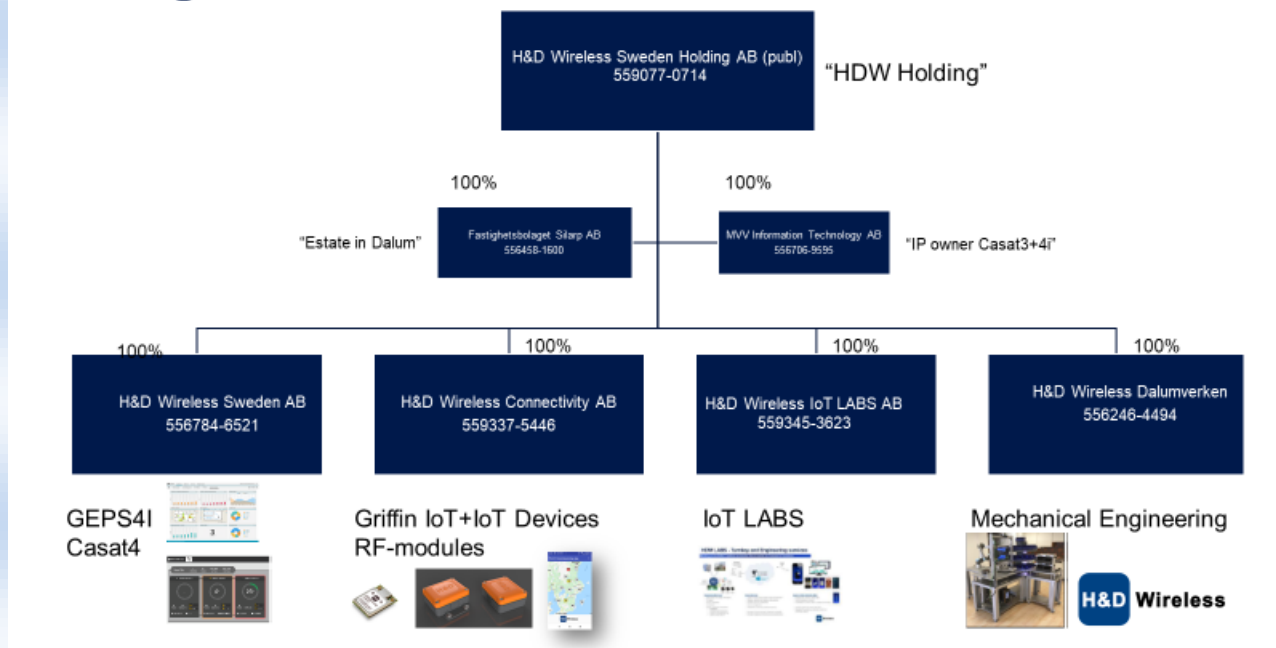 H&D Wireless Sweden Holding AB (publ)
559077-0714
"HDW Holding"
100%
100%
"Estate in Dalum"
Fastighetsbolaget Silarp AB
556458-1600
MVV Information Technology AB
556706-9595
"IP owner Casat3+4i"
100%
100%
100%
100%
H&D Wireless Sweden AB
556784-6521
H&D Wireless Connectivity AB
559337-5446
H&D Wireless IoT LABS AB
559345-3623
H&D Wireless Dalumverken
556246-4494
GEPS4I
Casat4
Griffin IoT+IoT Devices
RF-modules
IoT LABS
Mechanical Engineering
H&D Wireless